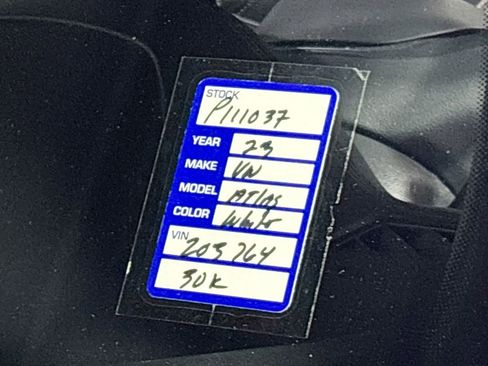 STOCK
P111037
YEAR 23
MAKE VW
MODEL Atlas
COLOR White
VIN 203764
30K